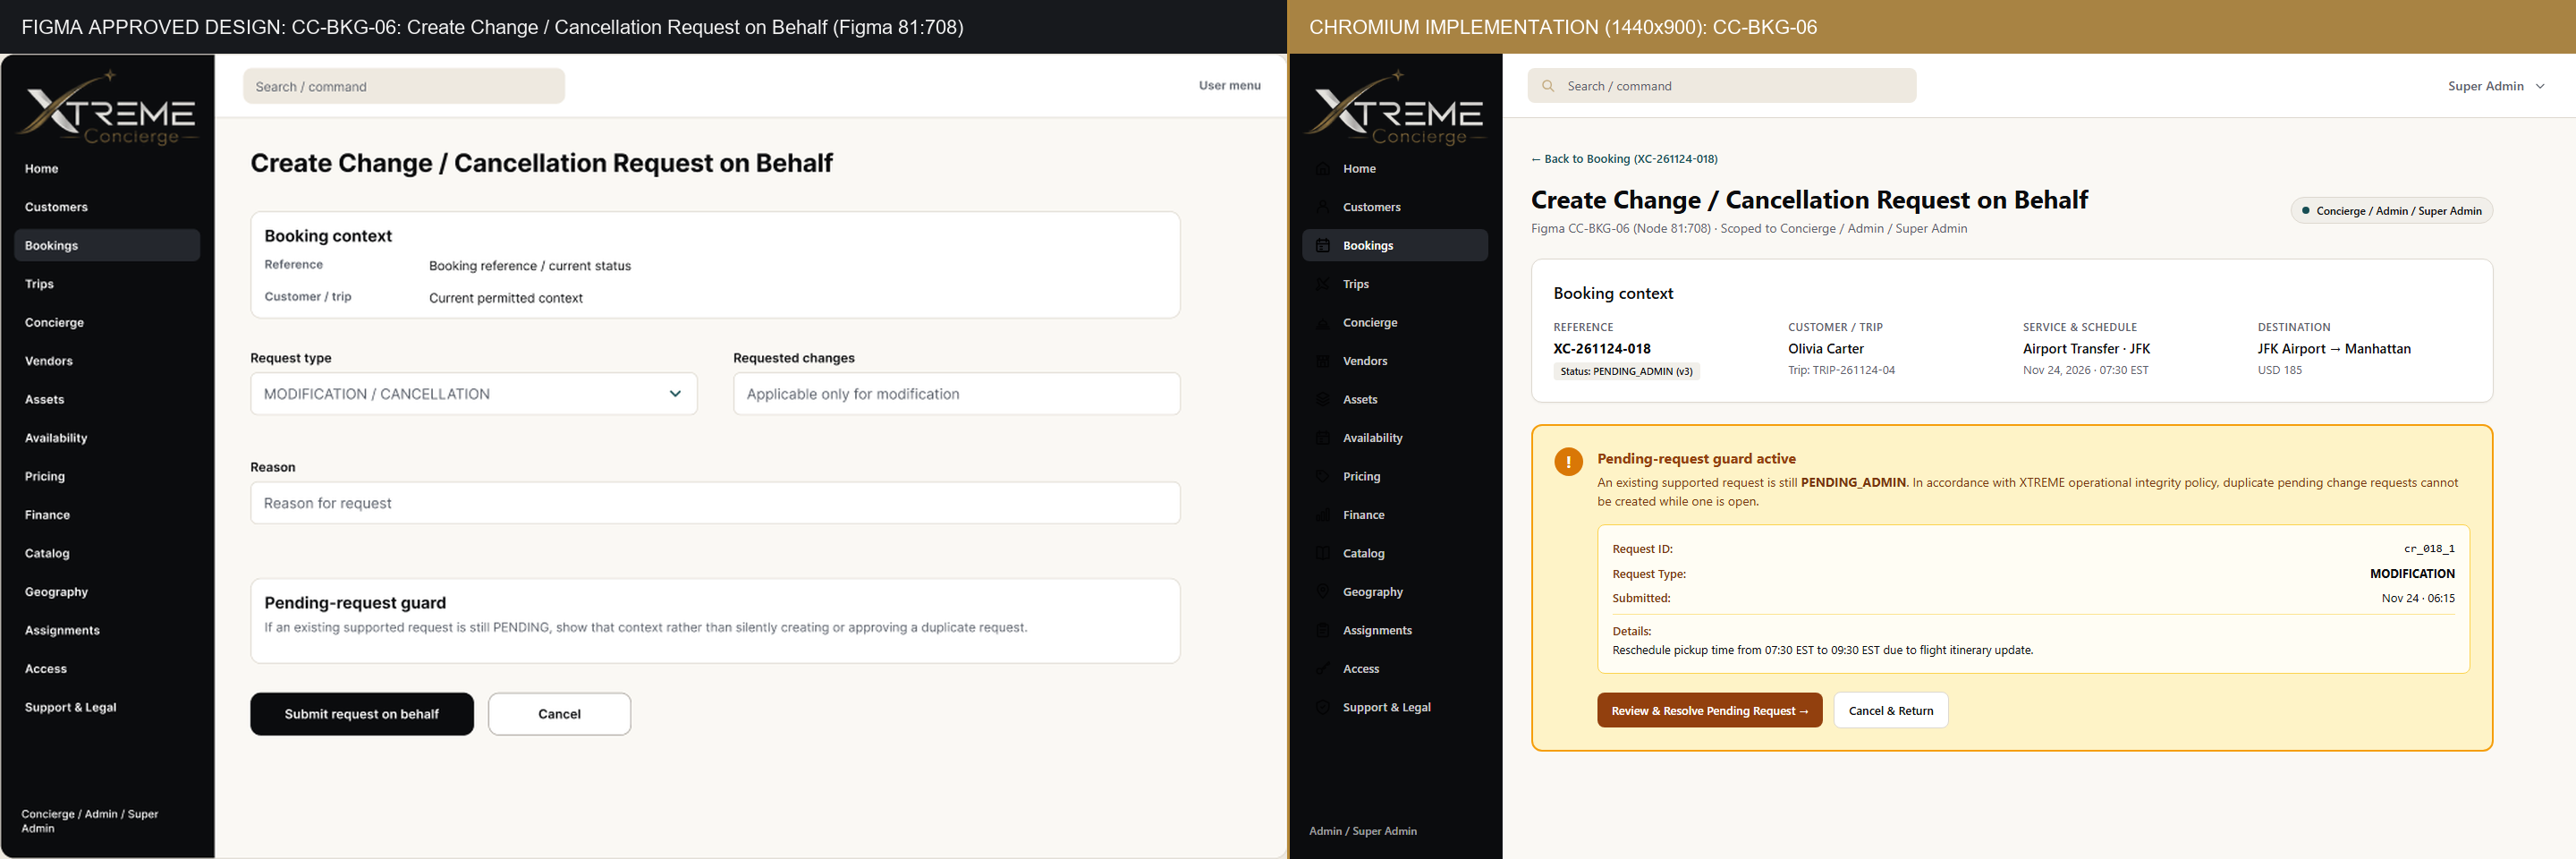 FIGMA APPROVED DESIGN: CC-BKG-06: Create Change / Cancellation Request on Behalf (Figma 81:708)
XTREME
Concierge
Home
Customers
Bookings
Trips
Concierge
Vendors
Assets
Availability
Pricing
Finance
Catalog
Geography
Assignments
Access
Support & Legal
Concierge / Admin / Super
Admin
Search / command
User menu
Create Change / Cancellation Request on Behalf
Booking context
Reference
Booking reference / current status
Customer / trip
Current permitted context
Request type
Requested changes
MODIFICATION / CANCELLATION
Applicable only for modification
Reason
Reason for request
Pending-request guard
If an existing supported request is still PENDING, show that context rather than silently creating or approving a duplicate request.
Submit request on behalf
Cancel
CHROMIUM IMPLEMENTATION (1440x900): CC-BKG-06
XTREME
Concierge
Home
Customers
Bookings
Trips
Concierge
Vendors
Assets
Availability
Pricing
Finance
Catalog
Geography
Assignments
Access
Support & Legal
Admin / Super Admin
Search / command
Super Admin
← Back to Booking (XC-261124-018)
Create Change / Cancellation Request on Behalf
Figma CC-BKG-06 (Node 81:708) · Scoped to Concierge / Admin / Super Admin
Concierge / Admin / Super Admin
Booking context
REFERENCE
XC-261124-018
Status: PENDING_ADMIN (v3)
CUSTOMER / TRIP
Olivia Carter
Trip: TRIP-261124-04
SERVICE & SCHEDULE
Airport Transfer · JFK
Nov 24, 2026 · 07:30 EST
DESTINATION
JFK Airport → Manhattan
USD 185
!
Pending-request guard active
An existing supported request is still PENDING_ADMIN. In accordance with XTREME operational integrity policy, duplicate pending change requests cannot
be created while one is open.
Request ID:
cr_018_1
Request Type:
MODIFICATION
Submitted:
Nov 24 · 06:15
Details:
Reschedule pickup time from 07:30 EST to 09:30 EST due to flight itinerary update.
Review & Resolve Pending Request →
Cancel & Return